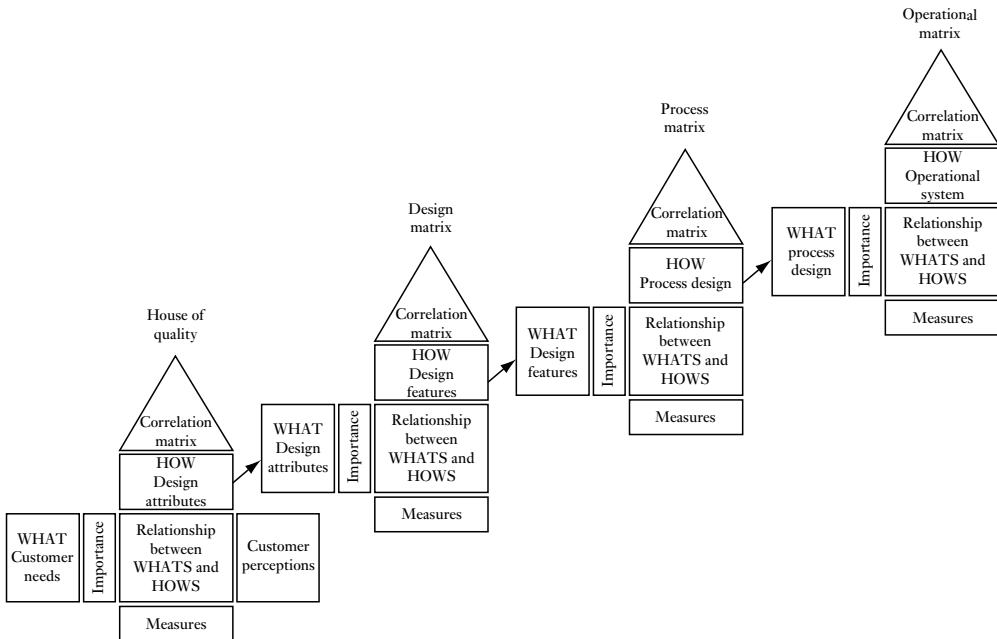 House of
quality
Correlation
matrix
HOW
Design
attributes
WHAT
Customer
needs
Importance
Relationship
between
WHATS and
HOWS
Customer
perceptions
Measures
Design
matrix
Correlation
matrix
HOW
Design
features
WHAT
Design
attributes
Importance
Relationship
between
WHATS and
HOWS
Measures
Process
matrix
Correlation
matrix
HOW
Process design
WHAT
Design
features
Importance
Relationship
between
WHATS and
HOWS
Measures
Operational
matrix
Correlation
matrix
HOW
Operational
system
WHAT
process
design
Importance
Relationship
between
WHATS and
HOWS
Measures